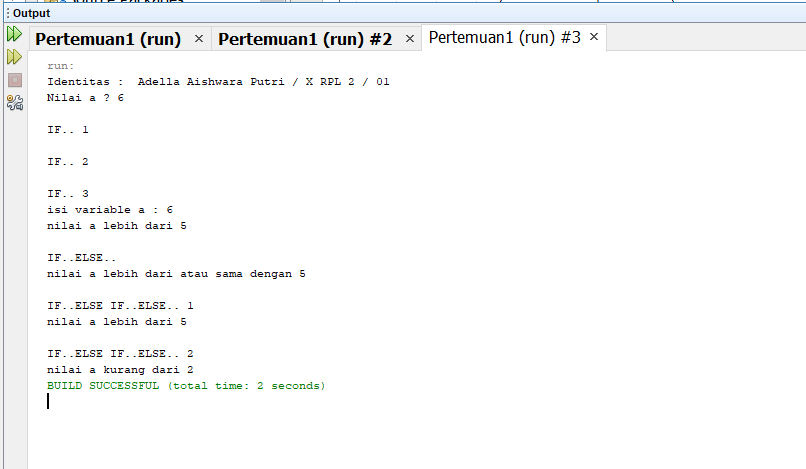 Output
Pertemuan1 (run) × Pertemuan1 (run) #2 × Pertemuan1 (run) #3 ×
run:
Identitas :  Adella Aishwara Putri / X RPL 2 / 01
Nilai a ? 6
IF.. 1
IF.. 2
IF.. 3
isi variable a : 6
nilai a lebih dari 5
IF..ELSE..
nilai a lebih dari atau sama dengan 5
IF..ELSE IF..ELSE.. 1
nilai a lebih dari 5
IF..ELSE IF..ELSE.. 2
nilai a kurang dari 2
BUILD SUCCESSFUL (total time: 2 seconds)